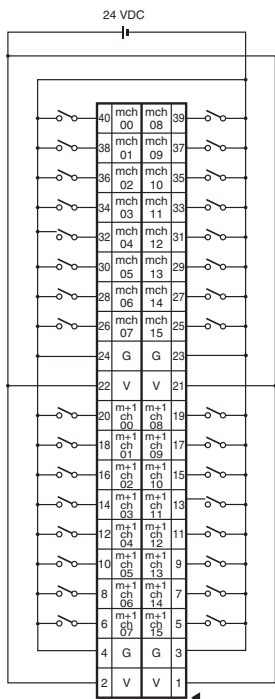 24 VDC
40 mch 00 mch 08 39
38 mch 01 mch 09 37
36 mch 02 mch 10 35
34 mch 03 mch 11 33
32 mch 04 mch 12 31
30 mch 05 mch 13 29
28 mch 06 mch 14 27
26 mch 07 mch 15 25
24 G G 23
22 V V 21
20 m+1 ch 00 m+1 ch 08 19
18 m+1 ch 01 m+1 ch 09 17
16 m+1 ch 02 m+1 ch 10 15
14 m+1 ch 03 m+1 ch 11 13
12 m+1 ch 04 m+1 ch 12 11
10 m+1 ch 05 m+1 ch 13 9
8 m+1 ch 06 m+1 ch 14 7
6 m+1 ch 07 m+1 ch 15 5
4 G G 3
2 V V 1